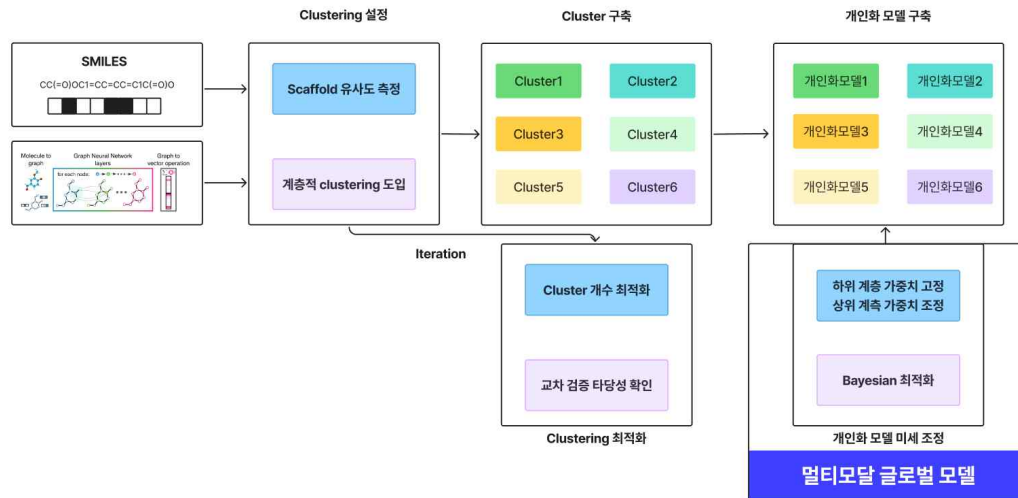 Clustering 설정
Cluster 구축
개인화 모델 구축
SMILES
CC(=O)OC1=CC=CC=C1C(=O)O
Molecule to
graph
Graph Neural Network
layers
for each node:
Graph to
vector operation
Scaffold 유사도 측정
계층적 clustering 도입
Cluster1
Cluster2
Cluster3
Cluster4
Cluster5
Cluster6
개인화모델1
개인화모델2
개인화모델3
개인화모델4
개인화모델5
개인화모델6
Iteration
Cluster 개수 최적화
교차 검증 타당성 확인
Clustering 최적화
하위 계층 가중치 고정
상위 계측 가중치 조정
Bayesian 최적화
개인화 모델 미세 조정
멀티모달 글로벌 모델